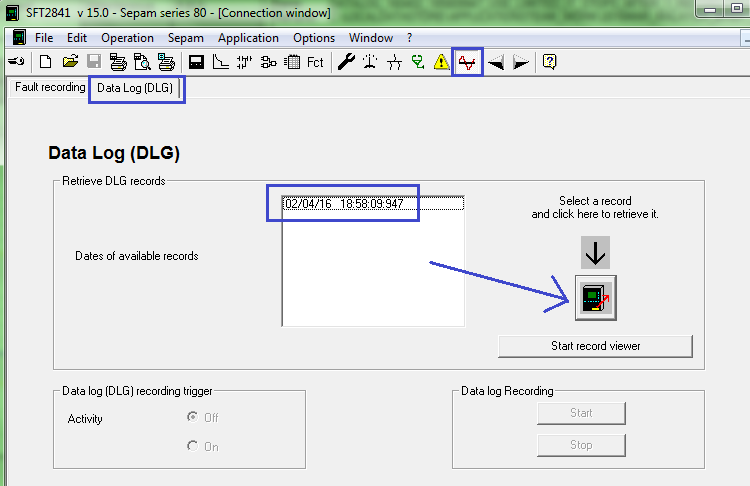 SFT2841 v 15.0 - Sepam series 80 - [Connection window]
File Edit Operation Sepam Application Options Window ?
Fct
Fault recording Data Log (DLG)
Data Log (DLG)
Retrieve DLG records
02/04/16 18:58:09:947
Select a record
and click here to retrieve it.
Dates of available records
Start record viewer
Data log (DLG) recording trigger
Activity
Off
On
Data log Recording
Start
Stop